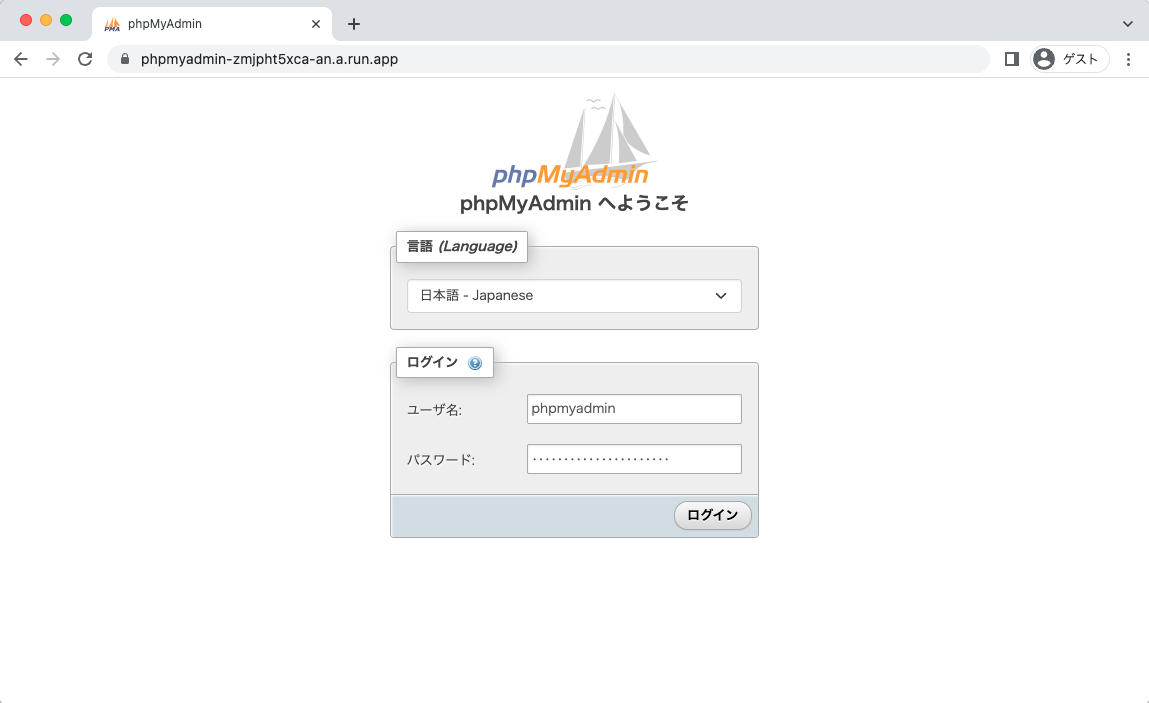 phpMyAdmin
phpmyadmin-zmjpht5xca-an.a.run.app
ゲスト
phpMyAdmin
phpMyAdmin へようこそ
言語 (Language)
日本語 - Japanese
ログイン
ユーザ名:
phpmyadmin
パスワード:
ログイン